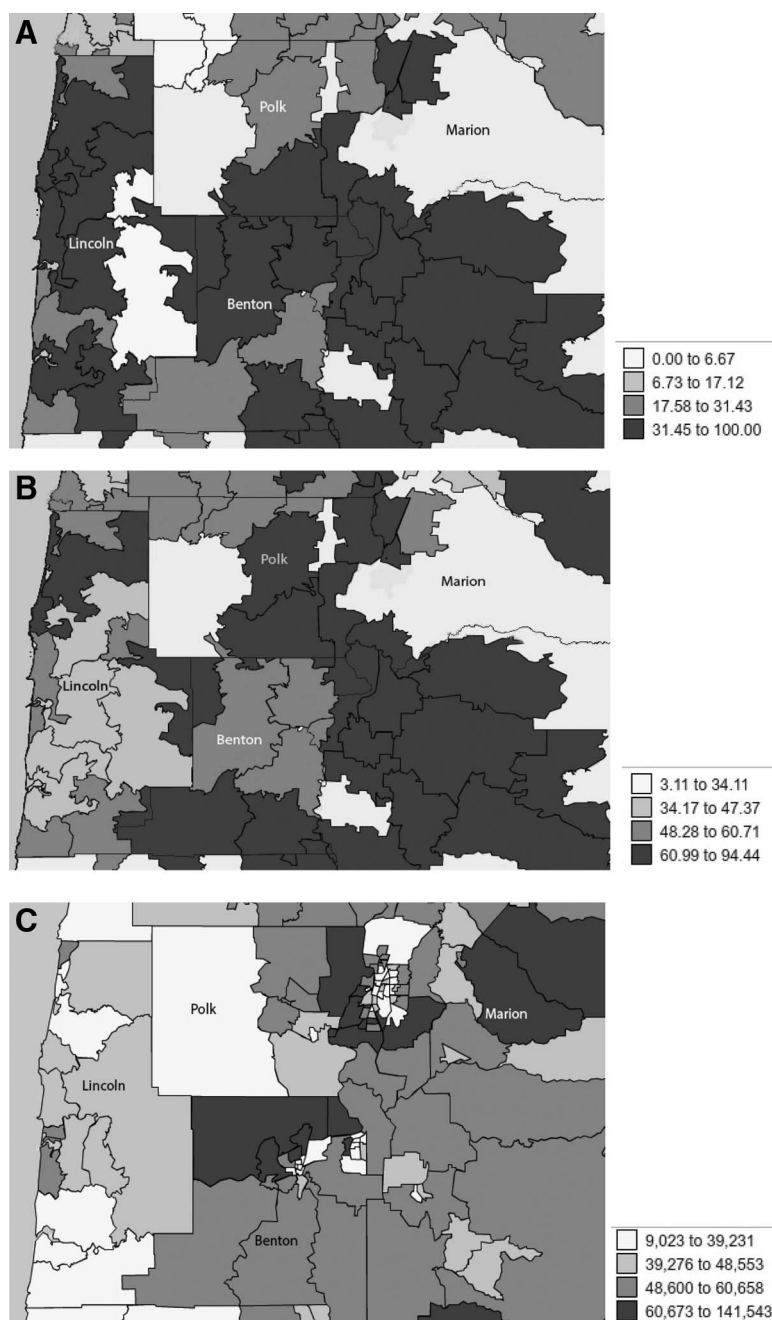 A
Polk
Marion
Lincoln
Benton
0.00 to 6.67
6.73 to 17.12
17.58 to 31.43
31.45 to 100.00
B
Polk
Marion
Lincoln
Benton
3.11 to 34.11
34.17 to 47.37
48.28 to 60.71
60.99 to 94.44
C
Polk
Marion
Lincoln
Benton
9,023 to 39,231
39,276 to 48,553
48,600 to 60,658
60,673 to 141,543